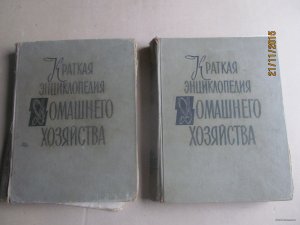 КРАТКАЯ
ЭНЦИКЛОПЕДИЯ
ДОМАШНЕГО
ХОЗЯЙСТВА
КРАТКАЯ
ЭНЦИКЛОПЕДИЯ
ДОМАШНЕГО
ХОЗЯЙСТВА
21/11/2015